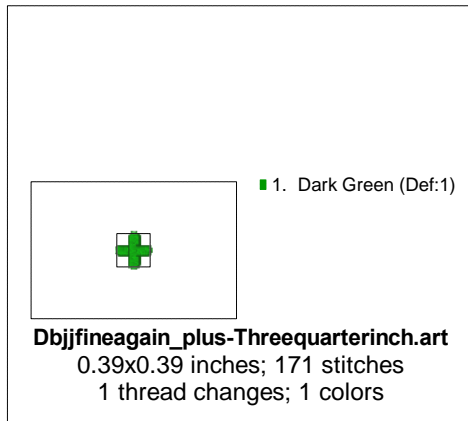 1. Dark Green (Def:1)
Dbjjfineagain_plus-Threequarterinch.art
0.39x0.39 inches; 171 stitches
1 thread changes; 1 colors